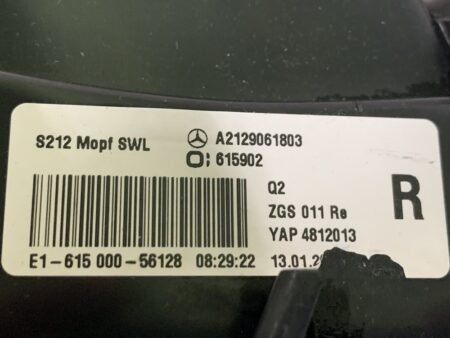 S212 Mopf SWL A2129061803
O: 615902
Q2
ZGS 011 Re
R
YAP 4812013
E1-615 000-56128 08:29:22 13.01.